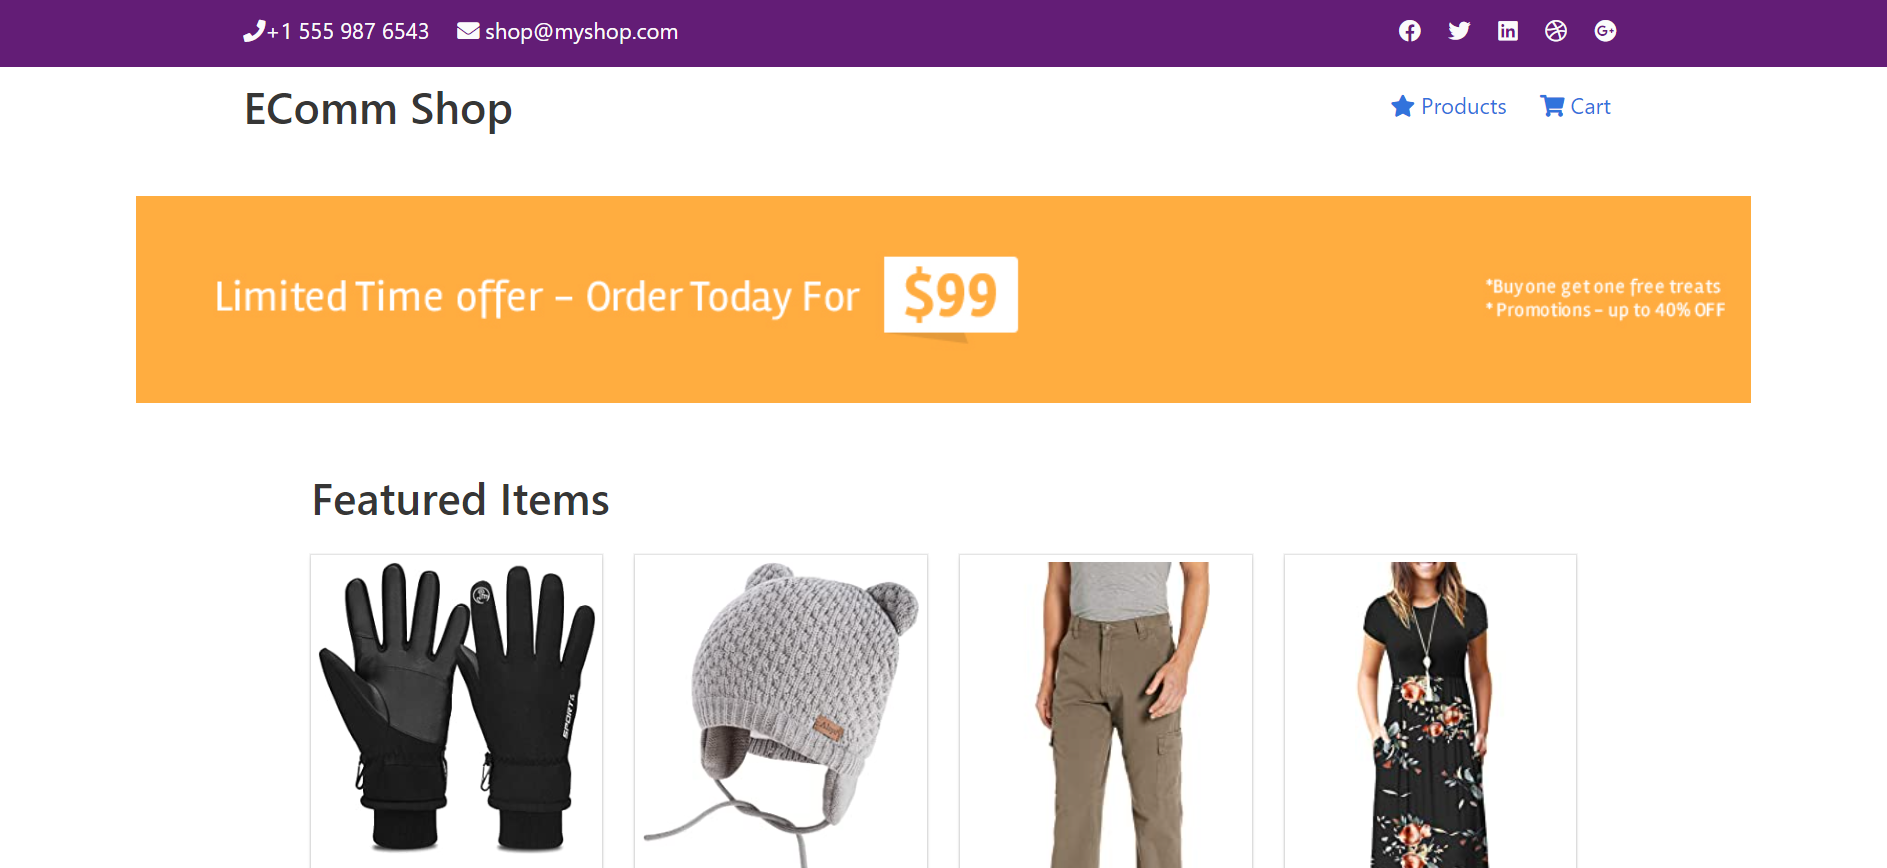 +1 555 987 6543 shop@myshop.com
EComm Shop
Products Cart
Limited Time offer – Order Today For $99
*Buy one get one free treats
* Promotions – up to 40% OFF
Featured Items